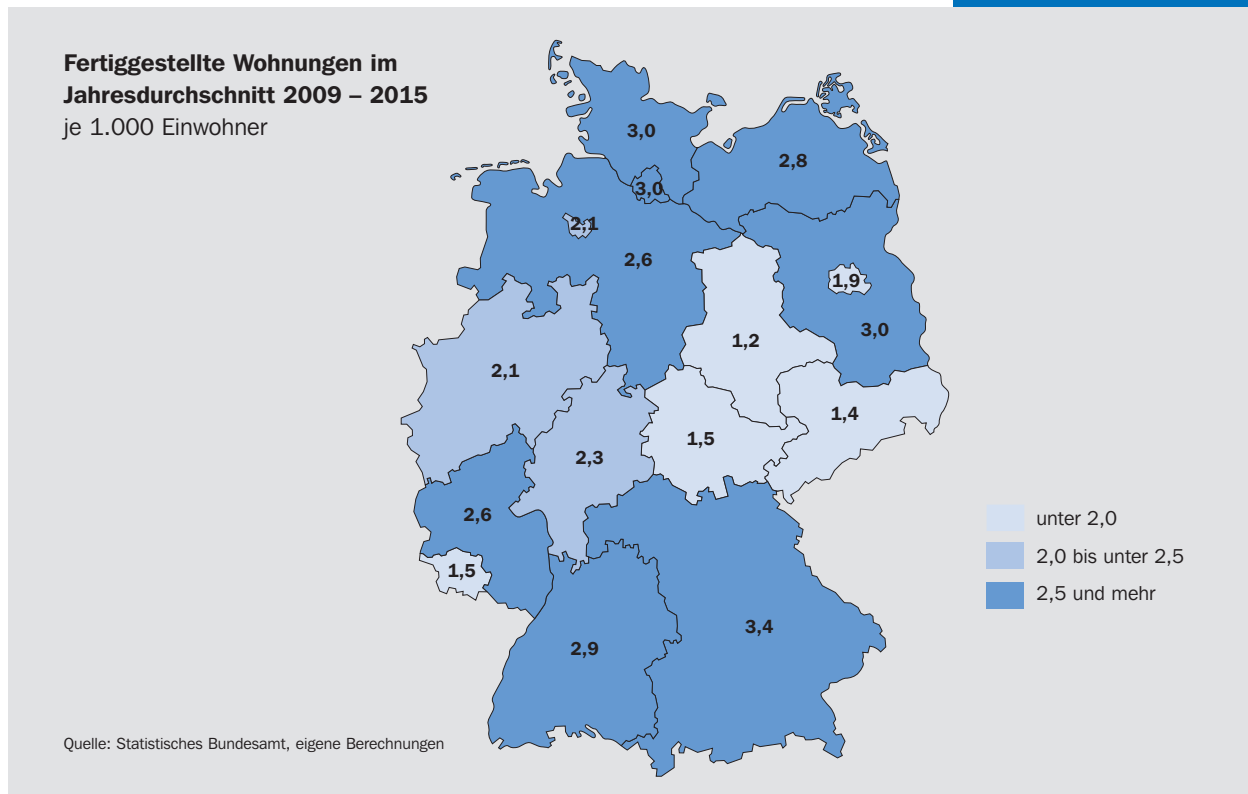 Fertiggestellte Wohnungen im
Jahresdurchschnitt 2009 – 2015
je 1.000 Einwohner
3,0
2,8
3,0
2,1
2,6
1,9
3,0
1,2
2,1
1,4
1,5
2,3
2,6
1,5
3,4
2,9
unter 2,0
2,0 bis unter 2,5
2,5 und mehr
Quelle: Statistisches Bundesamt, eigene Berechnungen